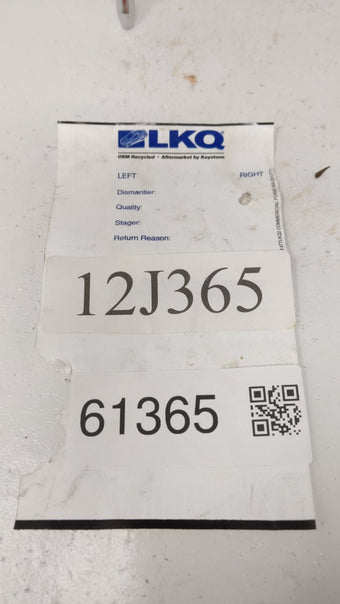 LKQ
OEM Recycled • Aftermarket by Keystone
LEFT RIGHT
Dismantler:
Quality:
Stager:
Return Reason:
12J365
61365